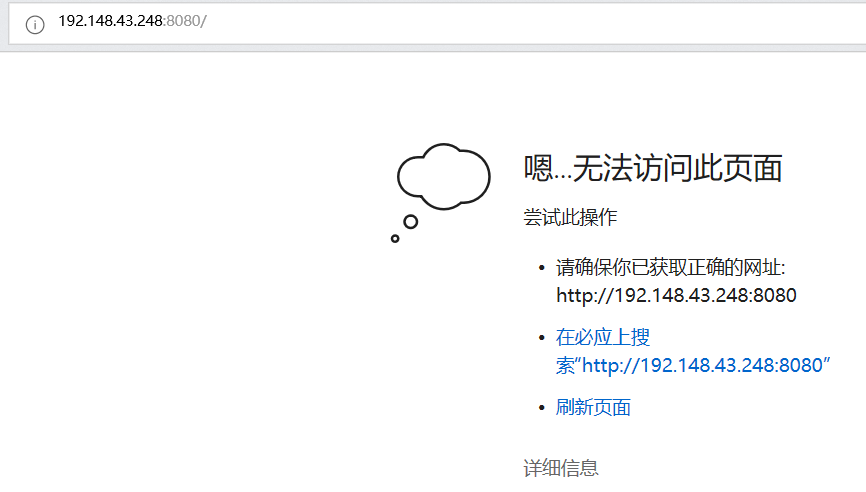 192.148.43.248:8080/
嗯...无法访问此页面
尝试此操作
• 请确保你已获取正确的网址:
http://192.148.43.248:8080
• 在必应上搜
索“http://192.148.43.248:8080”
• 刷新页面
详细信息